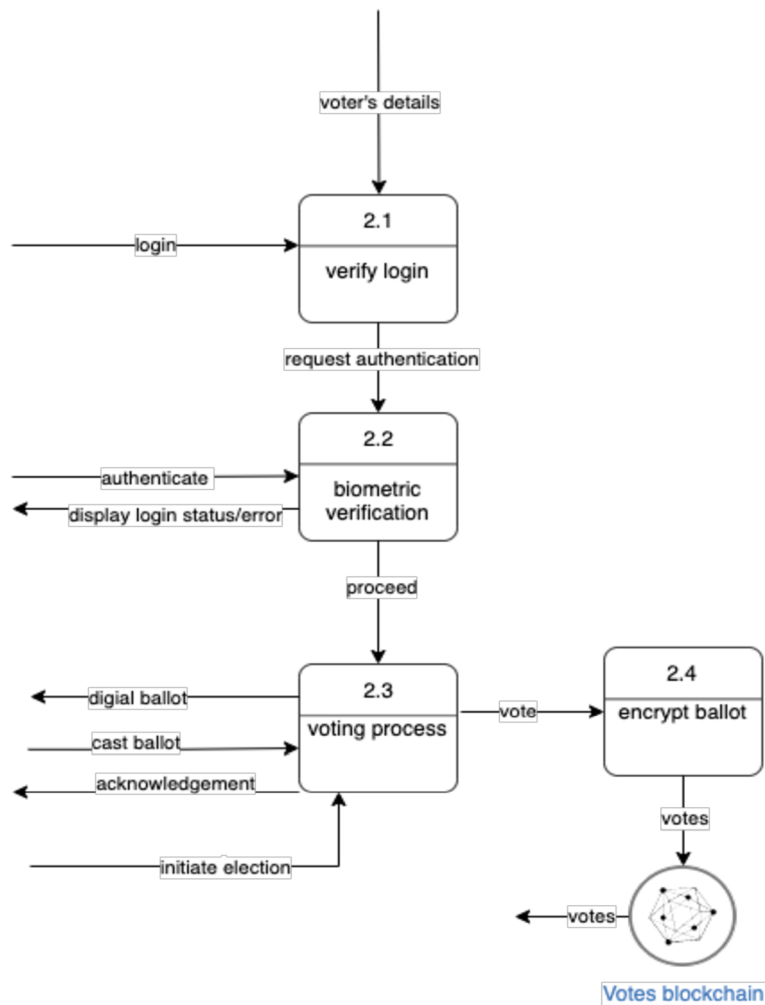 voter's details
2.1
login
verify login
request authentication
2.2
authenticate
biometric
verification
display login status/error
proceed
2.3
2.4
digial ballot
vote
encrypt ballot
voting process
cast ballot
acknowledgement
votes
initiate election
votes
Votes blockchain